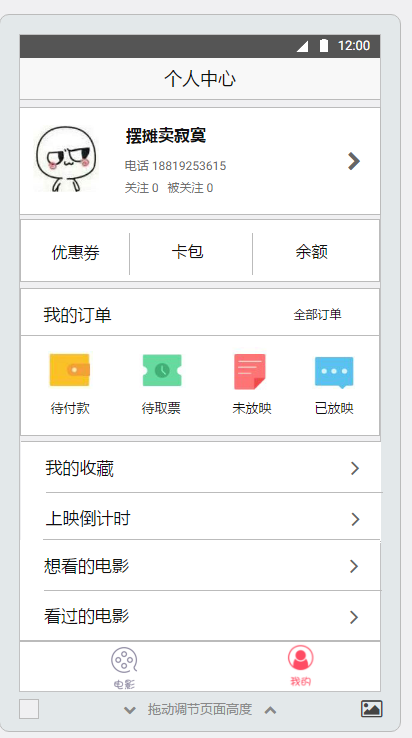 12:00
个人中心
摆摊卖寂寞
电话 18819253615
关注 0 被关注 0
优惠券 卡包 余额
我的订单 全部订单
待付款 待取票 未放映 已放映
我的收藏
上映倒计时
想看的电影
看过的电影
电影 我的
拖动调节页面高度